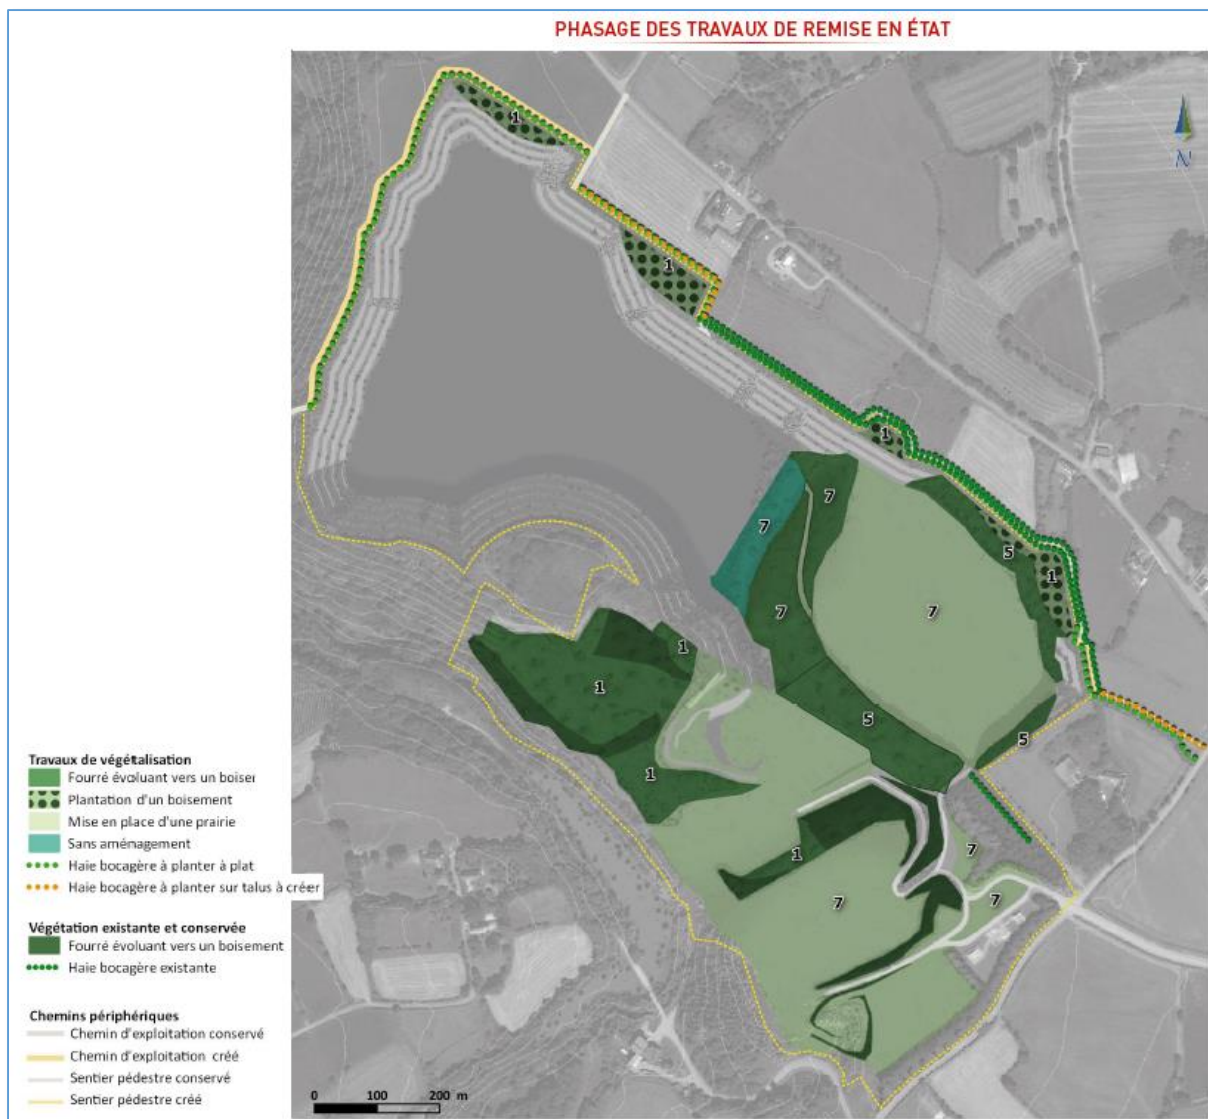 PHASAGE DES TRAVAUX DE REMISE EN ÉTAT
1
N
1
1
7
7
5
1
7
7
1
1
5
5
1
7
7
7
Travaux de végétalisation
Fourré évoluant vers un boiser
Plantation d'un boisement
Mise en place d'une prairie
Sans aménagement
Haie bocagère à planter à plat
Haie bocagère à planter sur talus à créer
Végétation existante et conservée
Fourré évoluant vers un boisement
Haie bocagère existante
Chemins périphériques
Chemin d'exploitation conservé
Chemin d'exploitation créé
Sentier pédestre conservé
Sentier pédestre créé
0 100 200 m